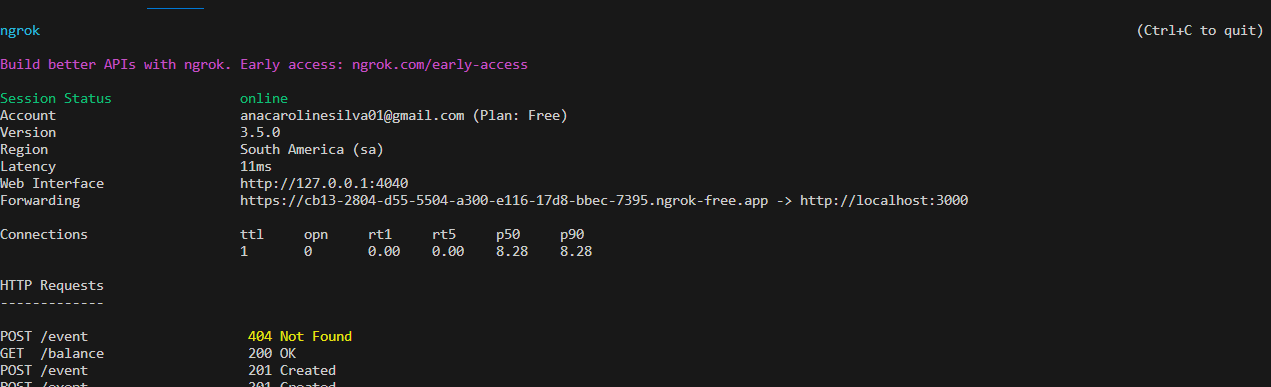 ngrok (Ctrl+C to quit)
Build better APIs with ngrok. Early access: ngrok.com/early-access
Session Status online
Account anacarolinesilva01@gmail.com (Plan: Free)
Version 3.5.0
Region South America (sa)
Latency 11ms
Web Interface http://127.0.0.1:4040
Forwarding https://cb13-2804-d55-5504-a300-e116-17d8-bbec-7395.ngrok-free.app -> http://localhost:3000
Connections ttl opn rt1 rt5 p50 p90
1 0 0.00 0.00 8.28 8.28
HTTP Requests
-------------
POST /event 404 Not Found
GET /balance 200 OK
POST /event 201 Created
POST /event 201 Created